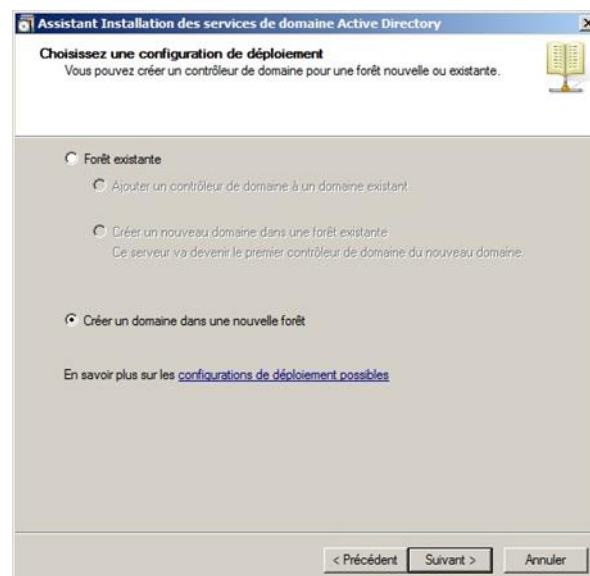 Assistant Installation des services de domaine Active Directory
Choisissez une configuration de déploiement
Vous pouvez créer un contrôleur de domaine pour une forêt nouvelle ou existante.
Forêt existante
Ajouter un contrôleur de domaine à un domaine existant
Créer un nouveau domaine dans une forêt existante
Ce serveur va devenir le premier contrôleur de domaine du nouveau domaine.
Créer un domaine dans une nouvelle forêt
En savoir plus sur les configurations de déploiement possibles
< Précédent Suivant > Annuler